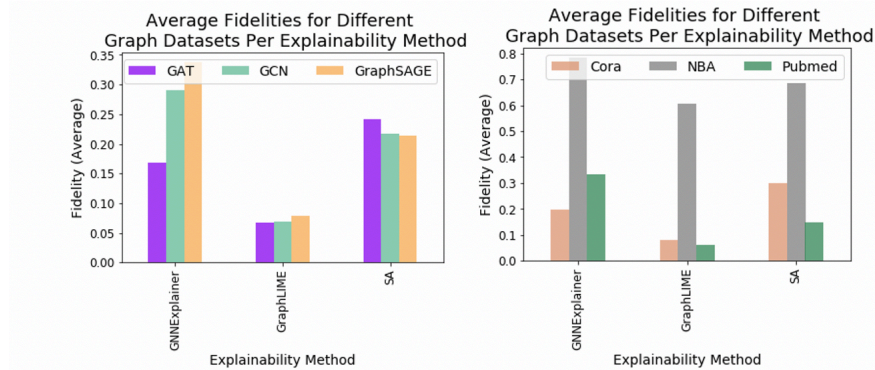 Average Fidelities for Different
Graph Datasets Per Explainability Method
Fidelity (Average)
0.35
0.30
0.25
0.20
0.15
0.10
0.05
0.00
GAT GCN GraphSAGE
GNNExplainer
GraphLIME
SA
Explainability Method
Average Fidelities for Different
Graph Datasets Per Explainability Method
Fidelity (Average)
0.8
0.7
0.6
0.5
0.4
0.3
0.2
0.1
0.0
Cora NBA Pubmed
GNNExplainer
GraphLIME
SA
Explainability Method